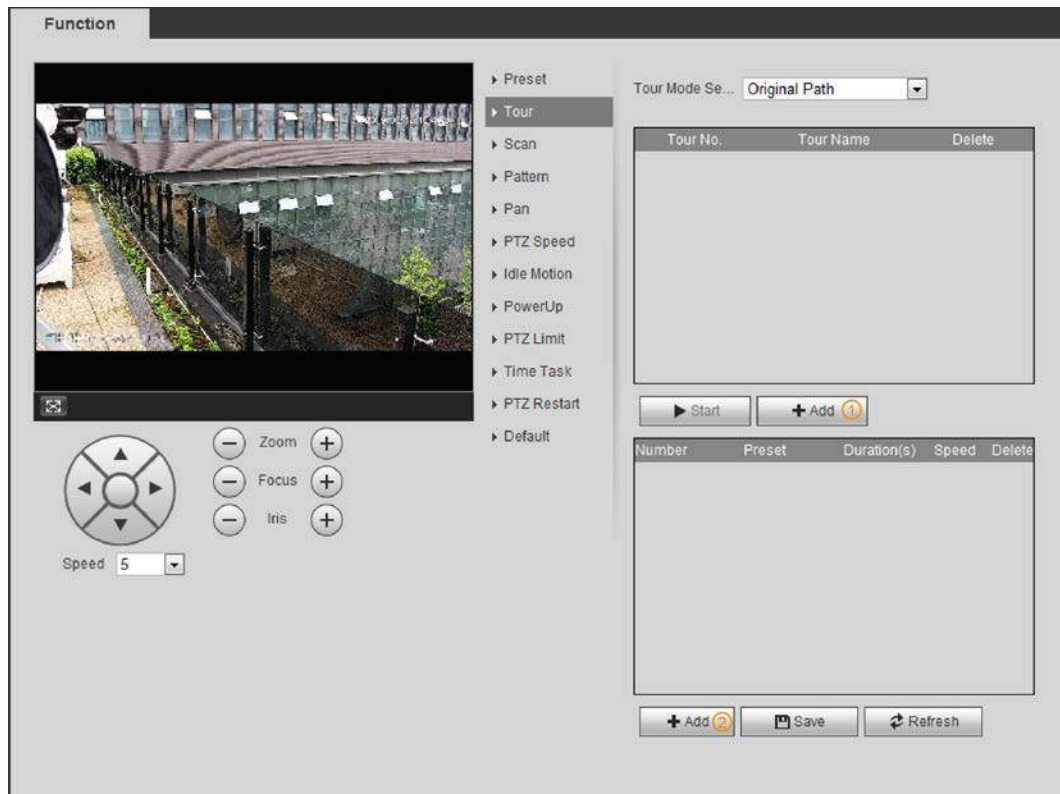 Function
Preset
Tour
Scan
Pattern
Pan
PTZ Speed
Idle Motion
PowerUp
PTZ Limit
Time Task
PTZ Restart
Default
Zoom
Focus
Iris
Speed 5
Tour Mode Se... Original Path
Tour No. Tour Name Delete
Start + Add 1
Number Preset Duration(s) Speed Delete
+ Add 2 Save Refresh